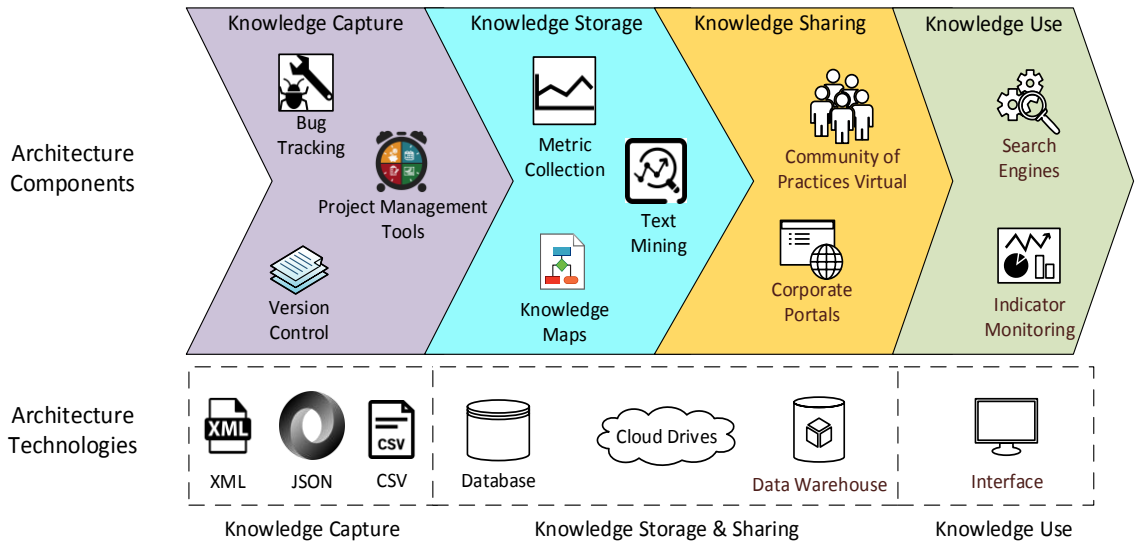 Knowledge Capture
Knowledge Storage
Knowledge Sharing
Knowledge Use
Architecture
Components
Bug
Tracking
Project Management
Tools
Version
Control
Metric
Collection
Text
Mining
Knowledge
Maps
Community of
Practices Virtual
Corporate
Portals
Search
Engines
Indicator
Monitoring
Architecture
Technologies
XML
XML
JSON
CSV
CSV
Database
Cloud Drives
Data Warehouse
Interface
Knowledge Capture
Knowledge Storage & Sharing
Knowledge Use